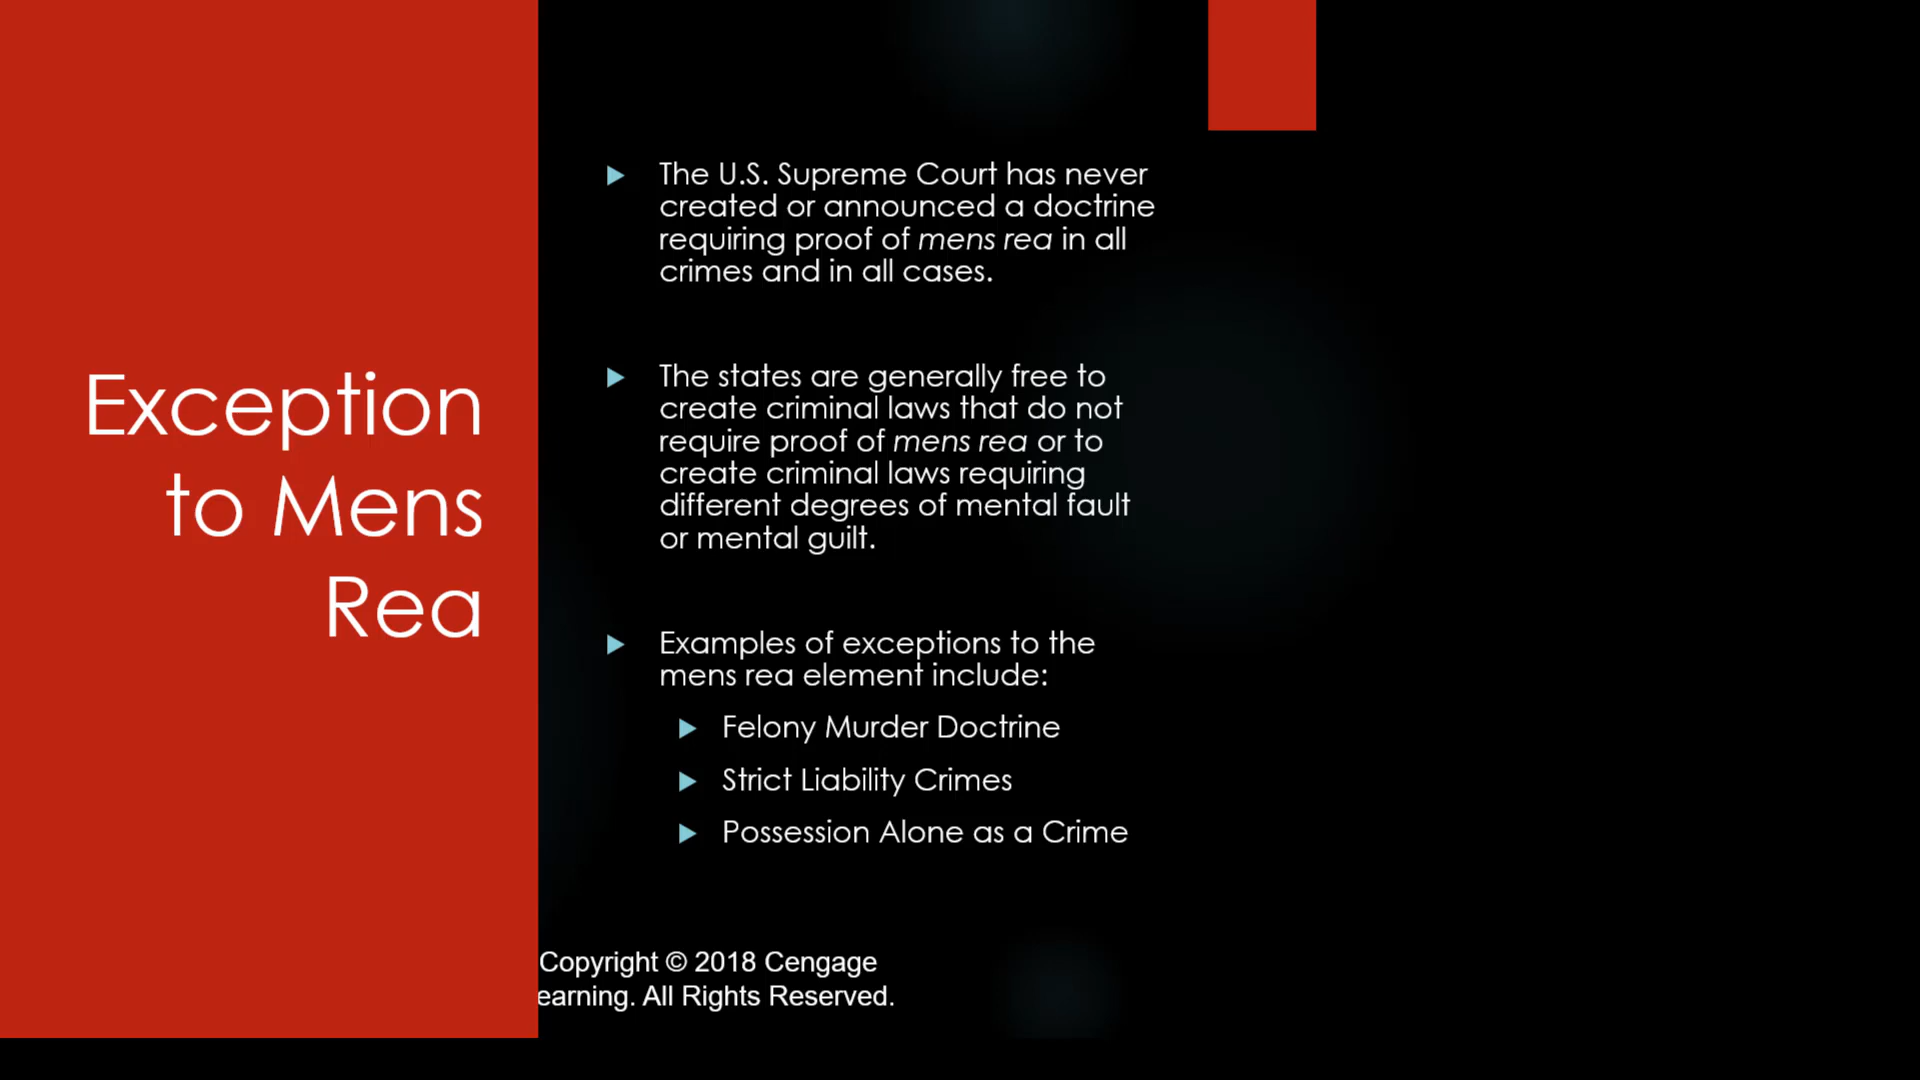 Exception
to Mens
Rea
The U.S. Supreme Court has never
created or announced a doctrine
requiring proof of mens rea in all
crimes and in all cases.
The states are generally free to
create criminal laws that do not
require proof of mens rea or to
create criminal laws requiring
different degrees of mental fault
or mental guilt.
Examples of exceptions to the
mens rea element include:
Felony Murder Doctrine
Strict Liability Crimes
Possession Alone as a Crime
Copyright © 2018 Cengage
earning. All Rights Reserved.